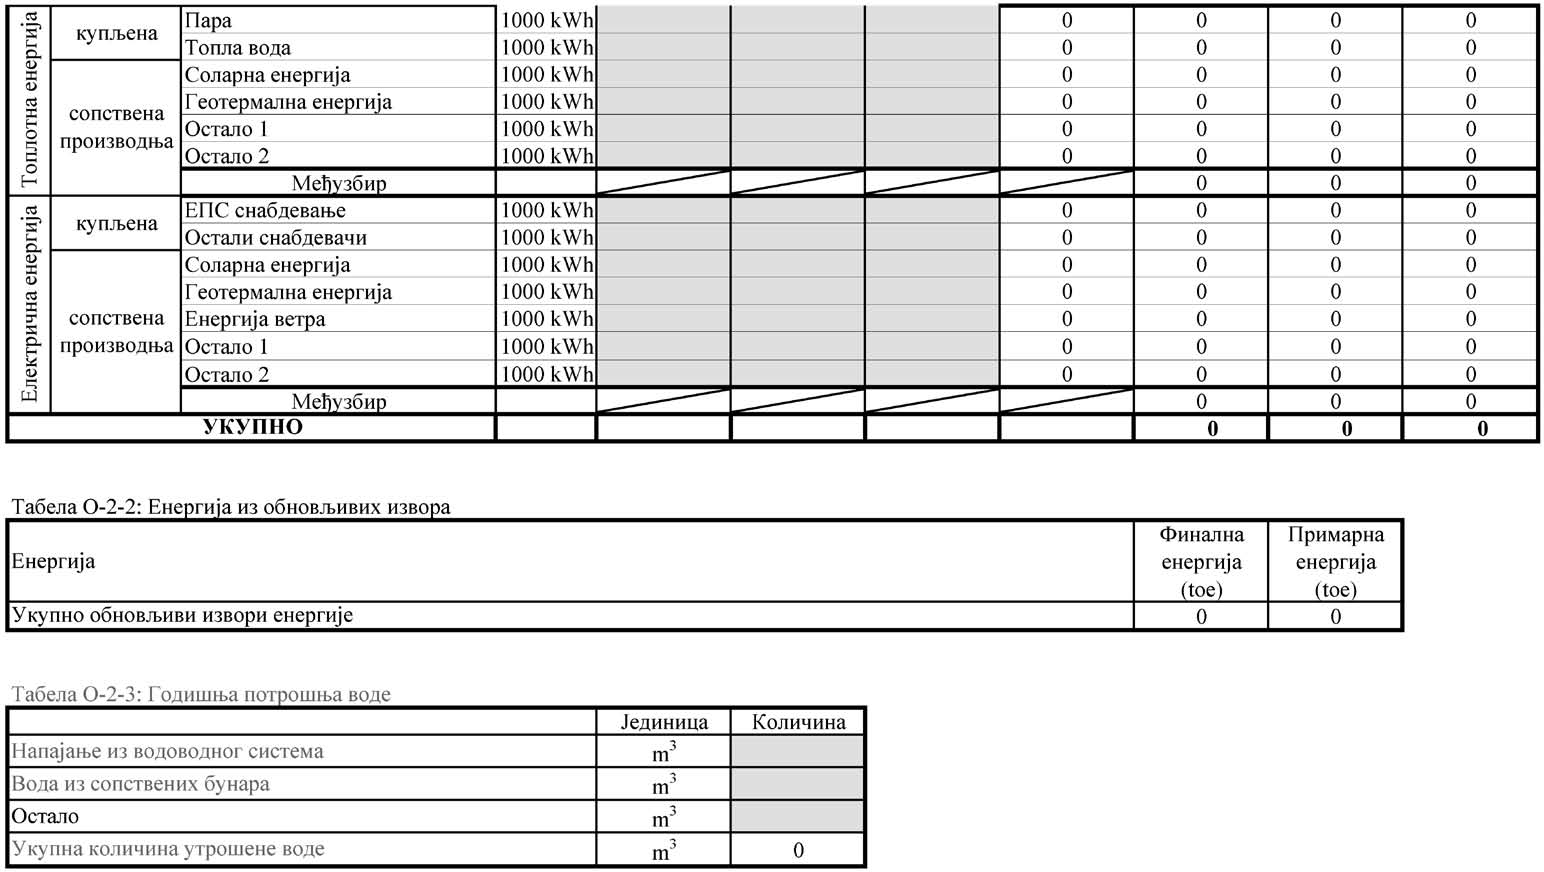 Топлотна енергија
купљена
Пара 1000 kWh 0 0 0 0
Топла вода 1000 kWh 0 0 0 0
сопствена производња
Соларна енергија 1000 kWh 0 0 0 0
Геотермална енергија 1000 kWh 0 0 0 0
Остало 1 1000 kWh 0 0 0 0
Остало 2 1000 kWh 0 0 0 0
Међузбир 0 0 0
Електрична енергија
купљена
ЕПС снабдевање 1000 kWh 0 0 0 0
Остали снабдевачи 1000 kWh 0 0 0 0
сопствена производња
Соларна енергија 1000 kWh 0 0 0 0
Геотермална енергија 1000 kWh 0 0 0 0
Енергија ветра 1000 kWh 0 0 0 0
Остало 1 1000 kWh 0 0 0 0
Остало 2 1000 kWh 0 0 0 0
Међузбир 0 0 0
УКУПНО 0 0 0
Табела О-2-2: Енергија из обновљивих извора
Енергија
Финална енергија (toe)
Примарна енергија (toe)
Укупно обновљиви извори енергије 0 0
Табела О-2-3: Годишња потрошња воде
Јединица Количина
Напајање из водоводног система m³
Вода из сопствених бунара m³
Остало m³
Укупна количина утрошене воде m³ 0